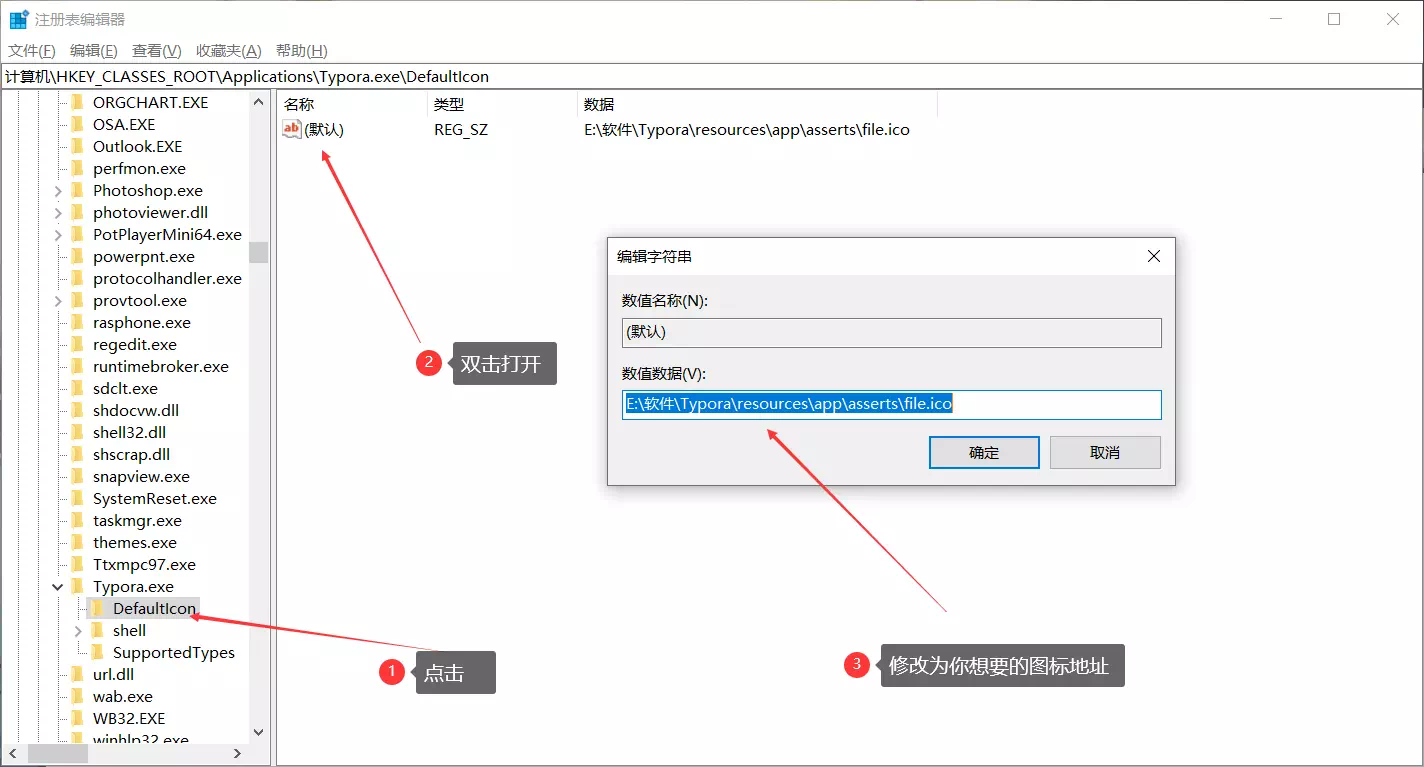 注册表编辑器
文件(F) 编辑(E) 查看(V) 收藏夹(A) 帮助(H)
计算机\HKEY_CLASSES_ROOT\Applications\Typora.exe\DefaultIcon
ORGCHART.EXE
OSA.EXE
Outlook.EXE
perfmon.exe
Photoshop.exe
photoviewer.dll
PotPlayerMini64.exe
powerpnt.exe
protocolhandler.exe
provtool.exe
rasphone.exe
regedit.exe
runtimebroker.exe
sdclt.exe
shdocvw.dll
shell32.dll
shscrap.dll
snapview.exe
SystemReset.exe
taskmgr.exe
themes.exe
Ttxmpc97.exe
Typora.exe
DefaultIcon
shell
SupportedTypes
url.dll
wab.exe
WB32.EXE
winhlp32.exe
名称 类型 数据
ab (默认) REG_SZ E:\软件\Typora\resources\app\asserts\file.ico
编辑字符串
数值名称(N):
(默认)
数值数据(V):
E:\软件\Typora\resources\app\asserts\file.ico
确定 取消
2 双击打开
1 点击
3 修改为你想要的图标地址